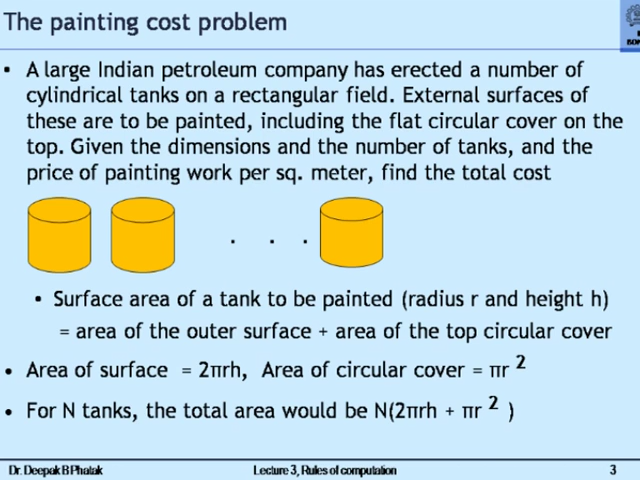 The painting cost problem
• A large Indian petroleum company has erected a number of
cylindrical tanks on a rectangular field. External surfaces of
these are to be painted, including the flat circular cover on the
top. Given the dimensions and the number of tanks, and the
price of painting work per sq. meter, find the total cost
. . .
• Surface area of a tank to be painted (radius r and height h)
= area of the outer surface + area of the top circular cover
• Area of surface = 2πrh, Area of circular cover = πr 2
• For N tanks, the total area would be N(2πrh + πr 2 )
Dr. Deepak B Phatak Lecture 3, Rules of computation 3